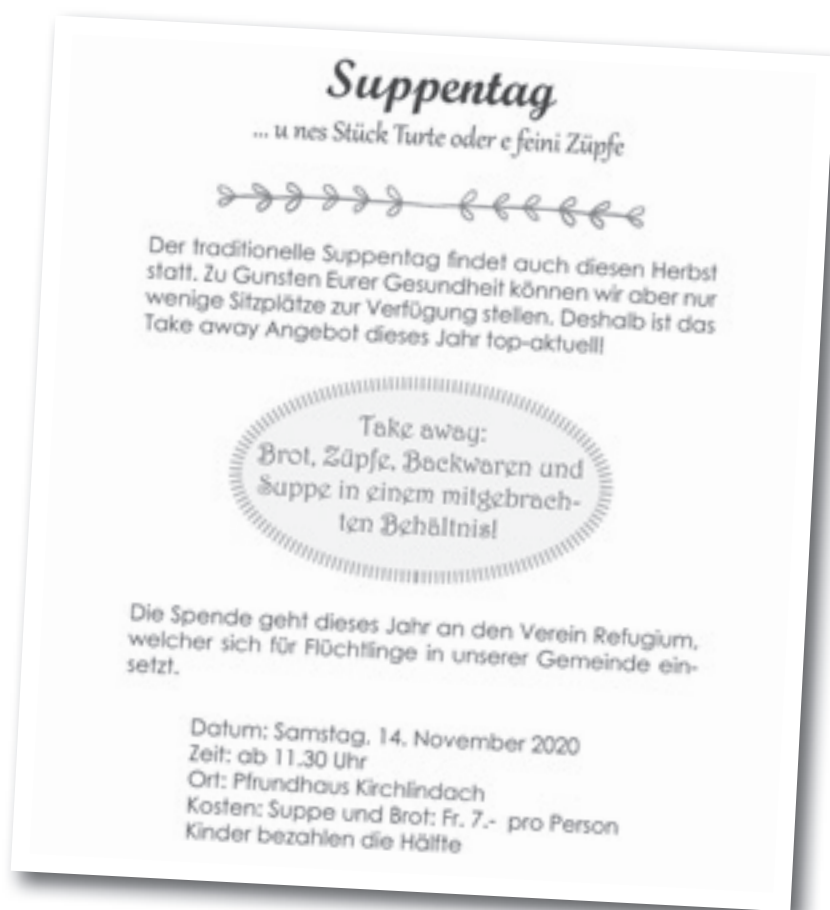 Suppentag
... u nes Stück Turte oder e feini Züpfe
Der traditionelle Suppentag findet auch diesen Herbst
statt. Zu Gunsten Eurer Gesundheit können wir aber nur
wenige Sitzplätze zur Verfügung stellen. Deshalb ist das
Take away Angebot dieses Jahr top-aktuell!
Take away:
Brot, Züpfe, Backwaren und
Suppe in einem mitgebrach-
ten Behältnis!
Die Spende geht dieses Jahr an den Verein Refugium,
welcher sich für Flüchtlinge in unserer Gemeinde ein-
setzt.
Datum: Samstag, 14. November 2020
Zeit: ab 11.30 Uhr
Ort: Pfrundhaus Kirchlindach
Kosten: Suppe und Brot: Fr. 7.- pro Person
Kinder bezahlen die Hälfte